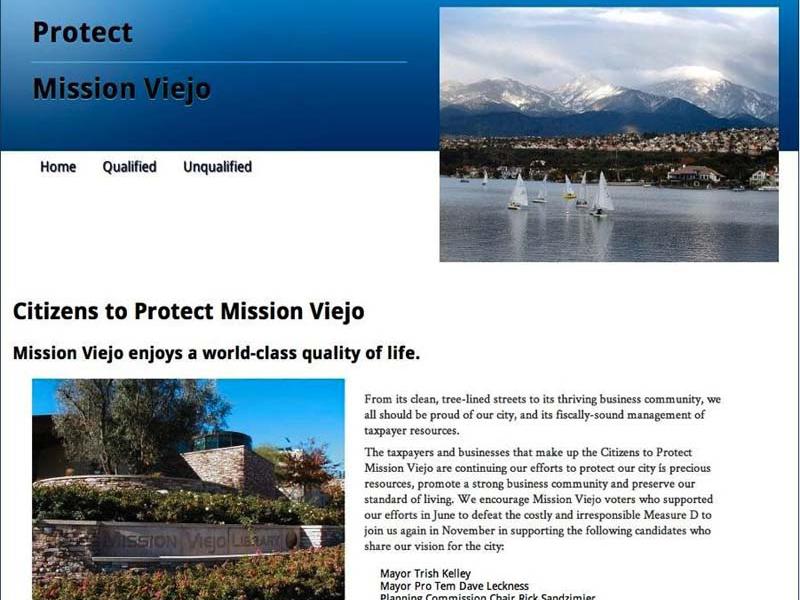 Protect
Mission Viejo
Home Qualified Unqualified
Citizens to Protect Mission Viejo
Mission Viejo enjoys a world-class quality of life.
MISSION VIEJO LIBRARY
From its clean, tree-lined streets to its thriving business community, we
all should be proud of our city, and its fiscally-sound management of
taxpayer resources.
The taxpayers and businesses that make up the Citizens to Protect
Mission Viejo are continuing our efforts to protect our city ís precious
resources, promote a strong business community and preserve our
standard of living. We encourage Mission Viejo voters who supported
our efforts in June to defeat the costly and irresponsible Measure D to
join us again in November in supporting the following candidates who
share our vision for the city:
Mayor Trish Kelley
Mayor Pro Tem Dave Leckness
Planning Commission Chair Rick Sandzimier